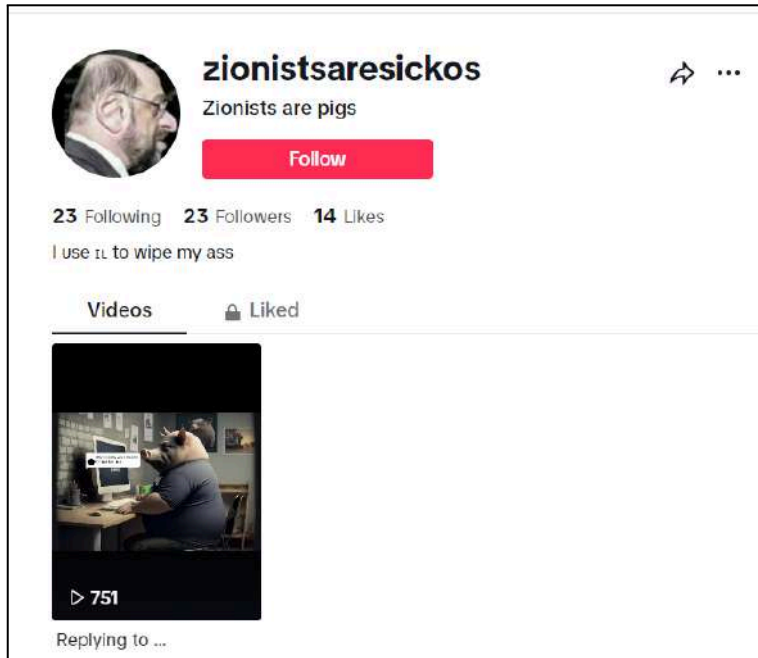 zionistsaresickos
Zionists are pigs
Follow
23 Following 23 Followers 14 Likes
I use IL to wipe my ass
Videos Liked
751
Replying to ...